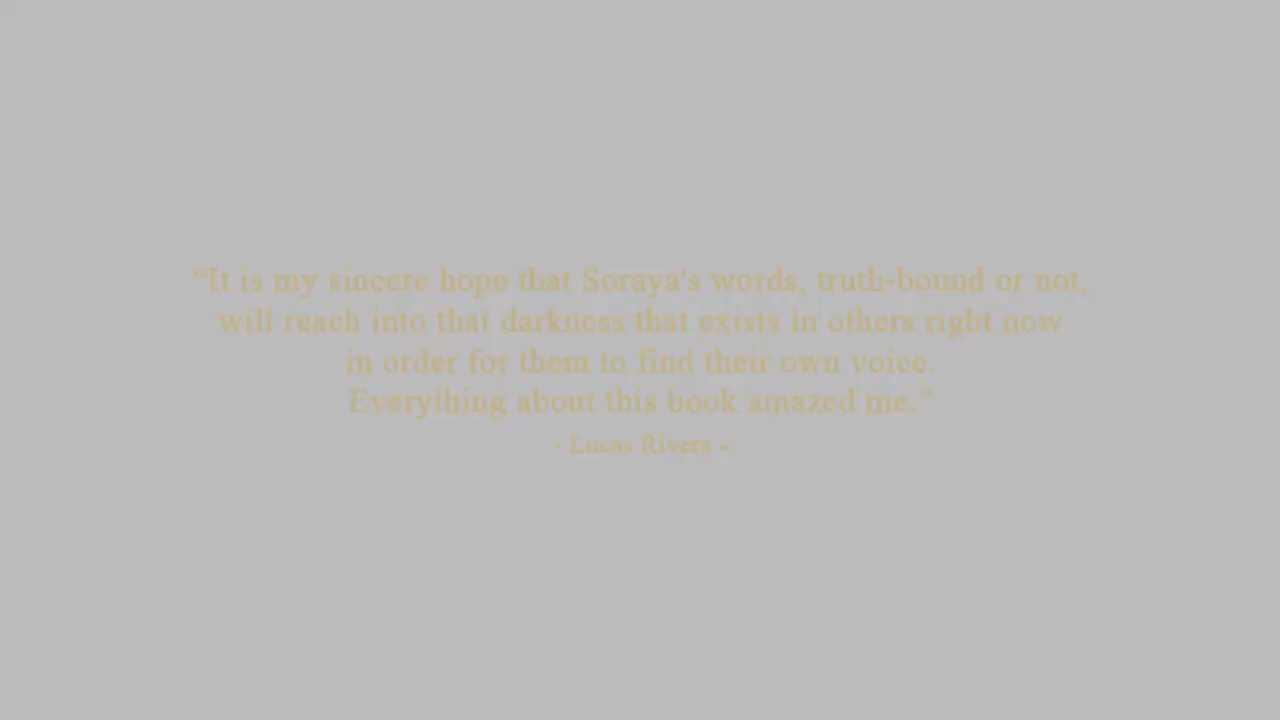 “It is my sincere hope that Soraya's words, truth-bound or not,
will reach into that darkness that exists in others right now
in order for them to find their own voice.
Everything about this book amazed me.”
- Lucas Rivera -